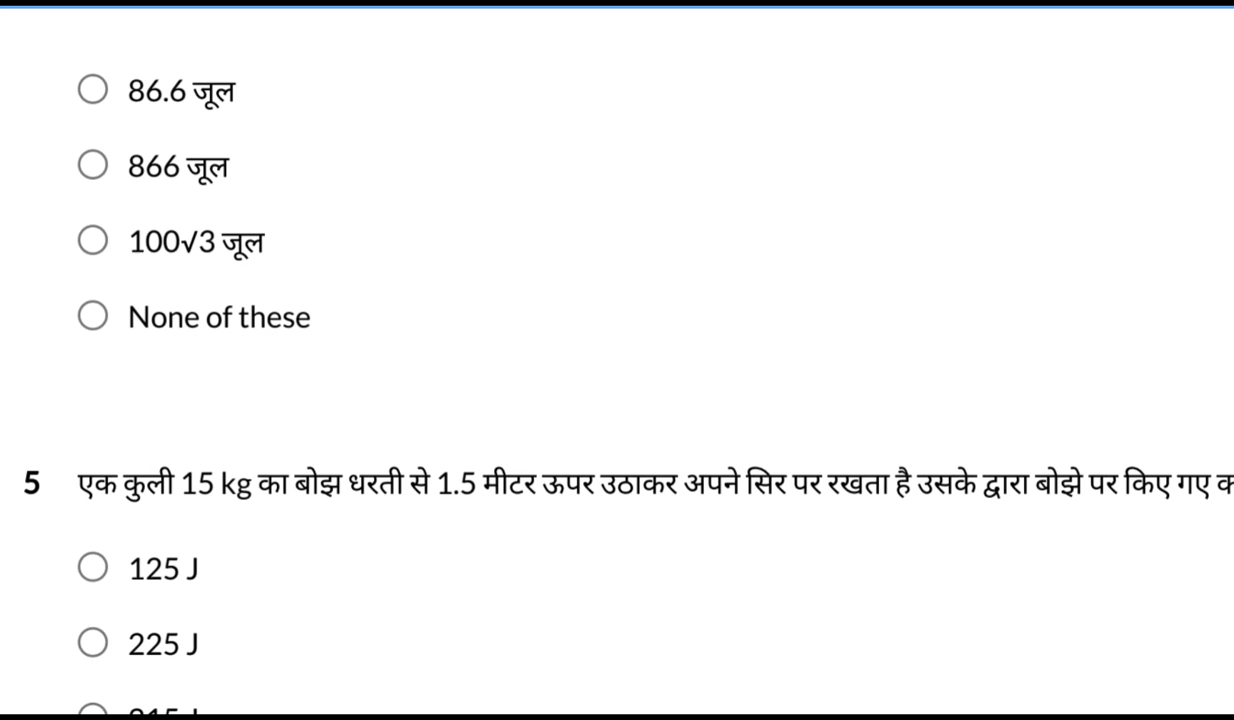 86.6 जूल
866 जूल
100√3 जूल
None of these
5 एक कुली 15 kg का बोझ धरती से 1.5 मीटर ऊपर उठाकर अपने सिर पर रखता है उसके द्वारा बोझे पर किए गए
125 J
225 J